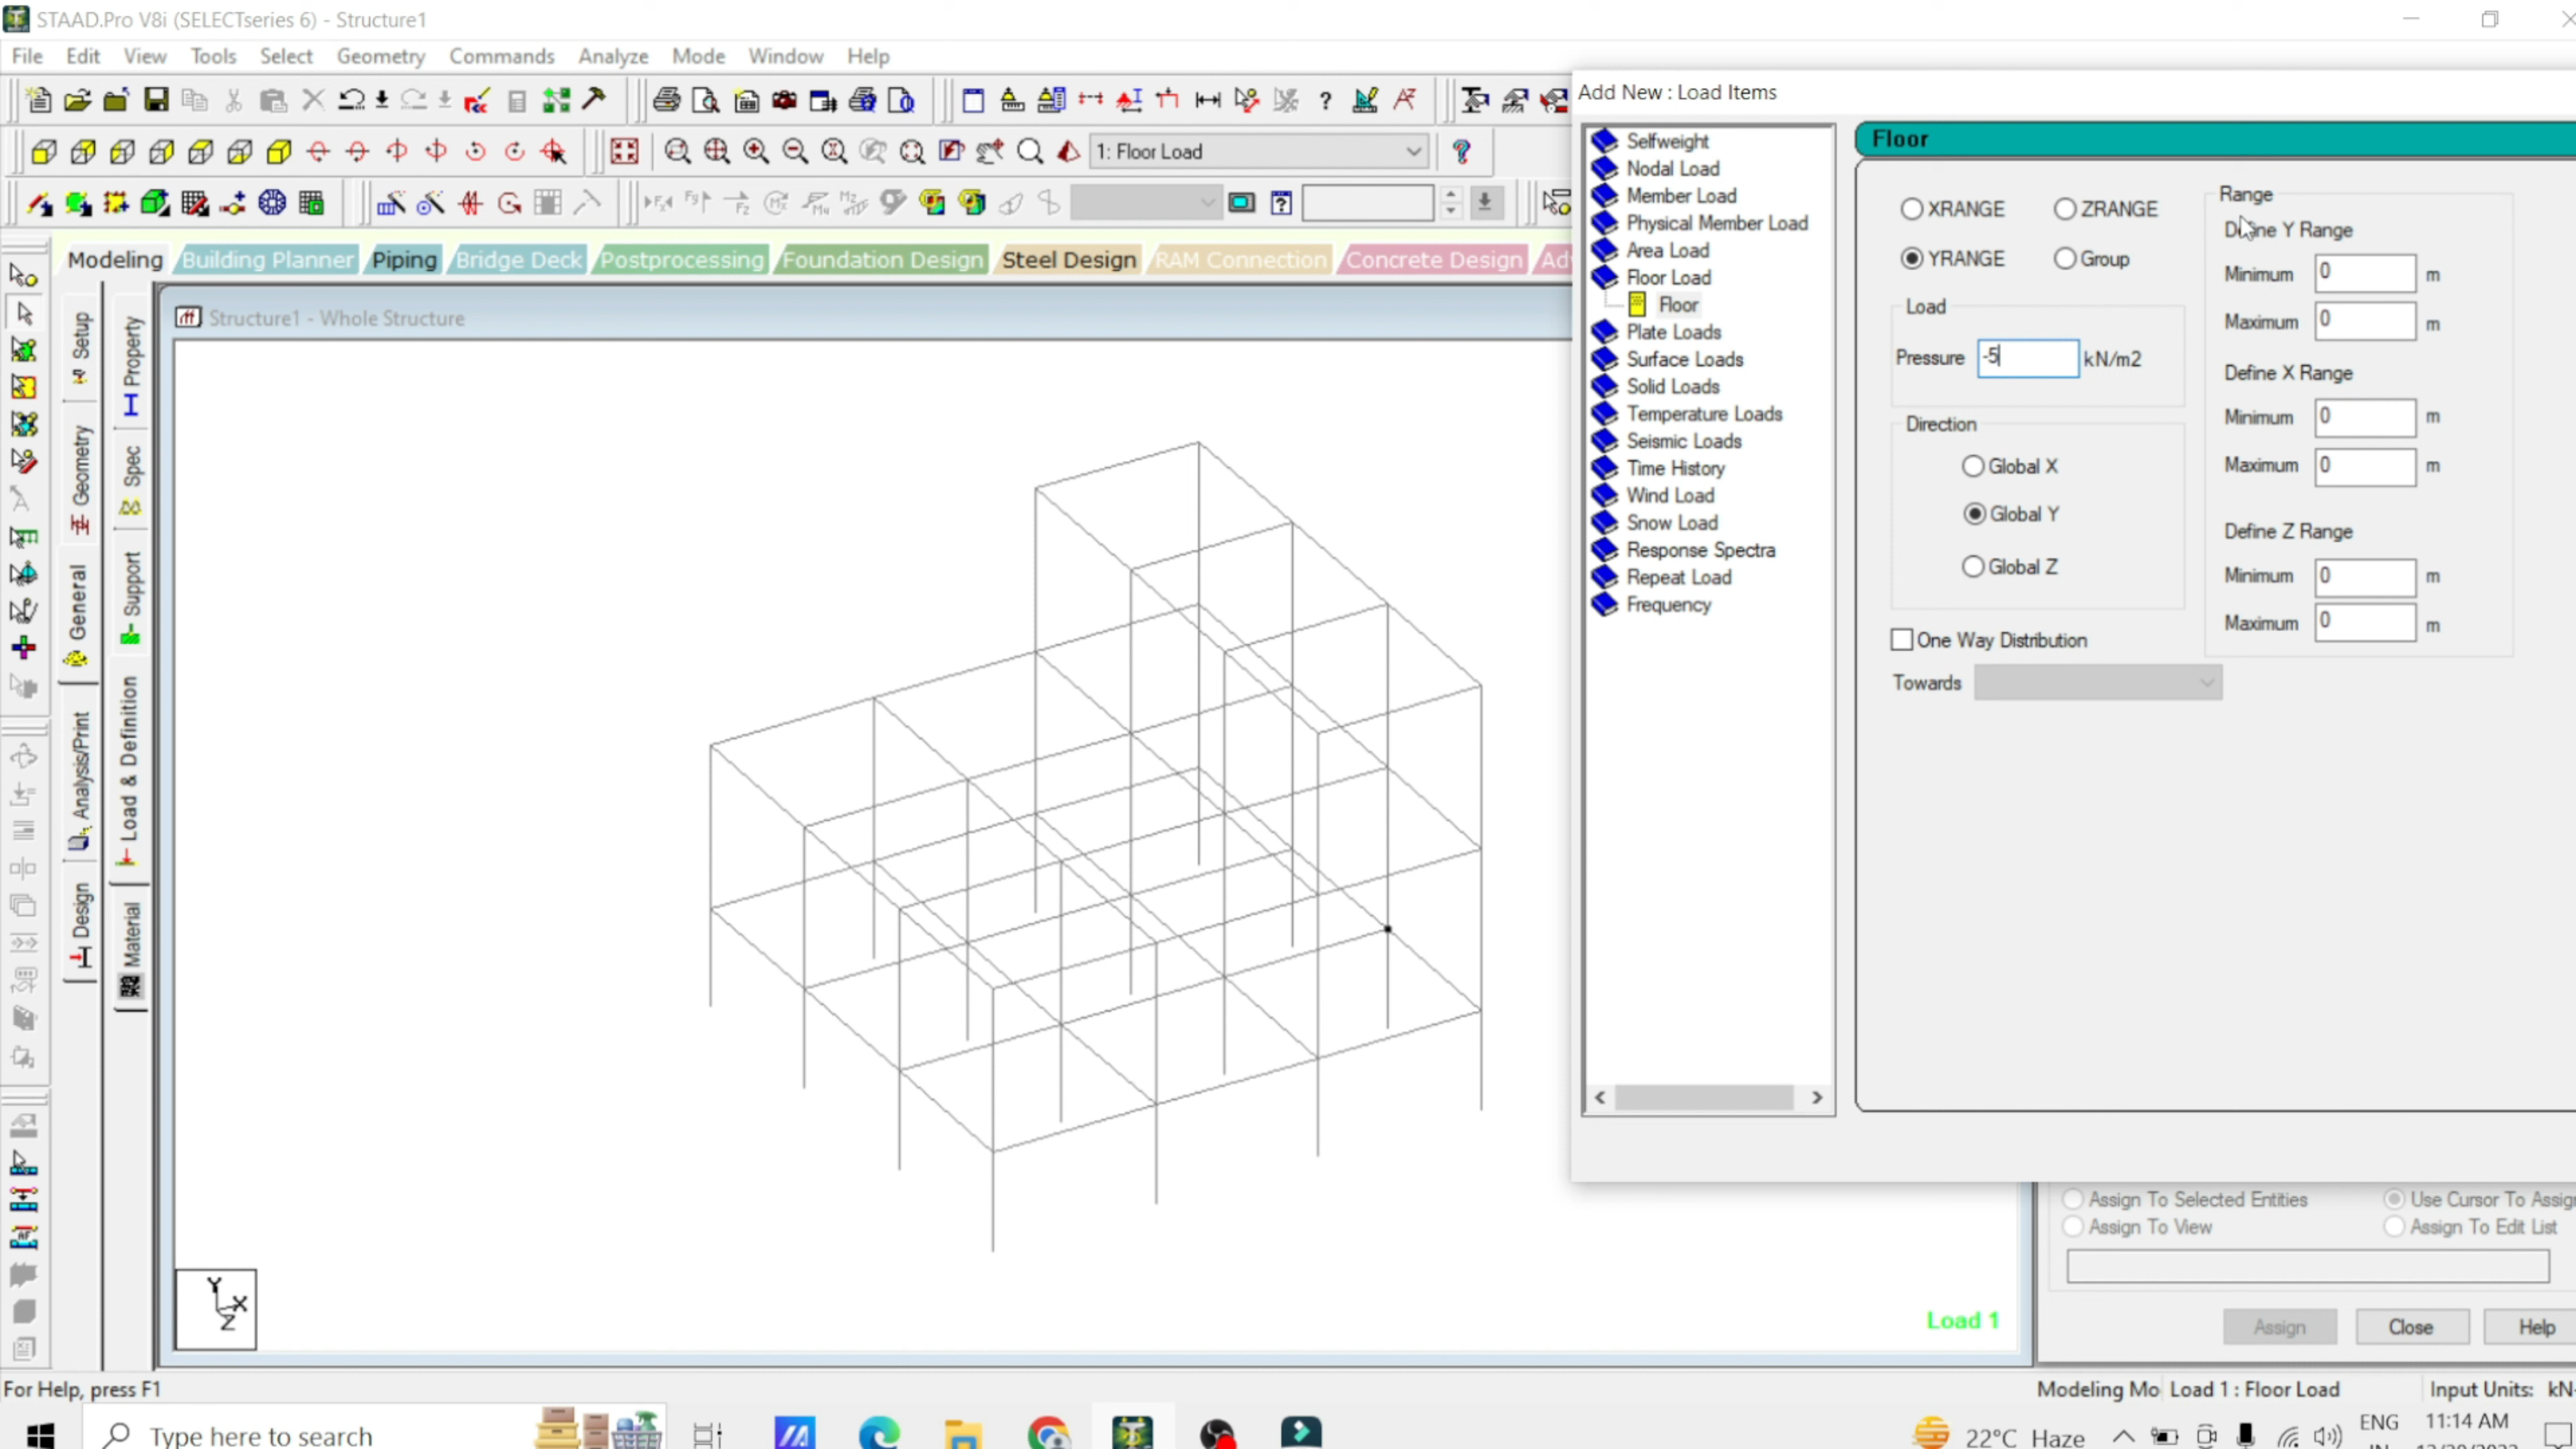 STAAD.Pro V8i (SELECTseries 6) - Structure1
File Edit View Tools Select Geometry Commands Analyze Mode Window Help
1: Floor Load
Modeling Building Planner Piping Bridge Deck Postprocessing Foundation Design Steel Design RAM Connection Concrete Design
Structure1 - Whole Structure
Setup
Geometry
General
Analysis/Print
Design
Property
Spec
Support
Load & Definition
Material
Y
X
Z
Load 1
Add New : Load Items
Selfweight
Nodal Load
Member Load
Physical Member Load
Area Load
Floor Load
Floor
Plate Loads
Surface Loads
Solid Loads
Temperature Loads
Seismic Loads
Time History
Wind Load
Snow Load
Response Spectra
Repeat Load
Frequency
Floor
XRANGE ZRANGE
YRANGE Group
Load
Pressure -5 kN/m2
Direction
Global X
Global Y
Global Z
One Way Distribution
Towards
Range
Define Y Range
Minimum 0 m
Maximum 0 m
Define X Range
Minimum 0 m
Maximum 0 m
Define Z Range
Minimum 0 m
Maximum 0 m
Assign To Selected Entities Use Cursor To Assign
Assign To View Assign To Edit List
Assign Close Help
For Help, press F1
Modeling Mo Load 1 : Floor Load Input Units: kN-
Type here to search
22°C Haze
ENG
11:14 AM